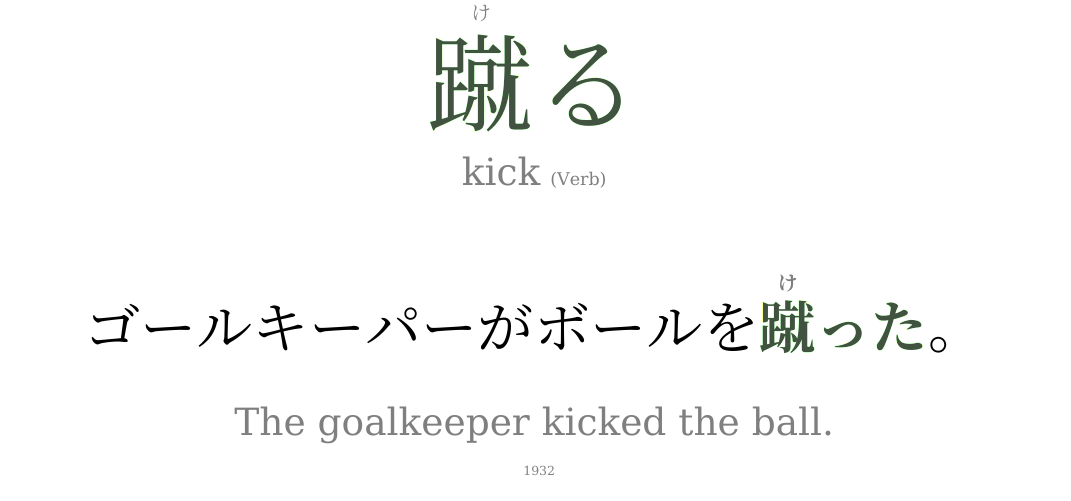 け
蹴る
kick (Verb)
け
ゴールキーパーがボールを蹴った。
The goalkeeper kicked the ball.
1932